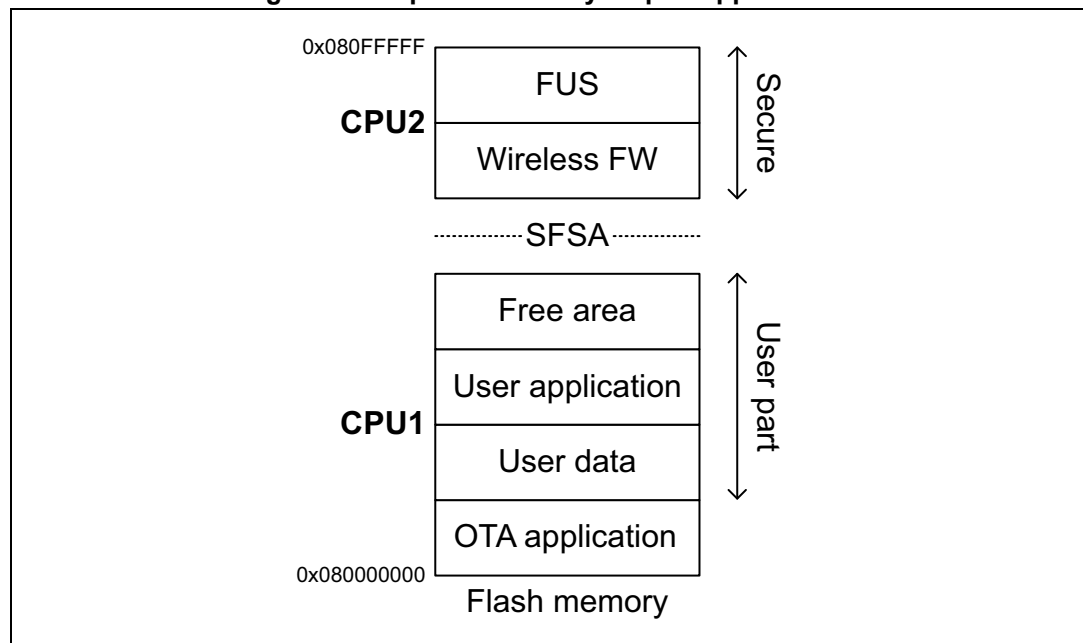 0x080FFFFF
FUS
CPU2
Wireless FW
Secure
SFSA
Free area
User application
CPU1
User data
User part
OTA application
0x080000000
Flash memory